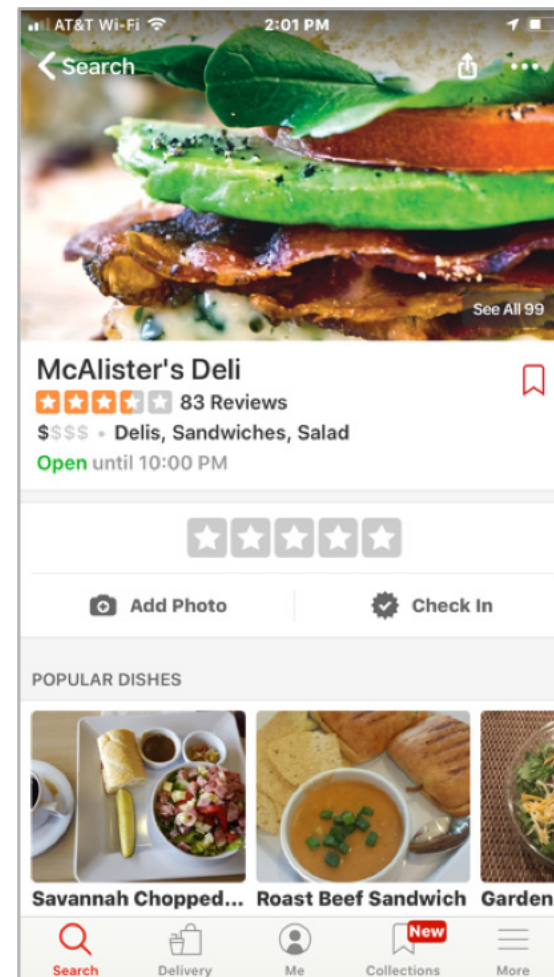 AT&T Wi-Fi 2:01 PM
Search
See All 99
McAlister's Deli
83 Reviews
$$$$ • Delis, Sandwiches, Salad
Open until 10:00 PM
Add Photo Check In
POPULAR DISHES
Savannah Chopped... Roast Beef Sandwich Garden
New
Search Delivery Me Collections More